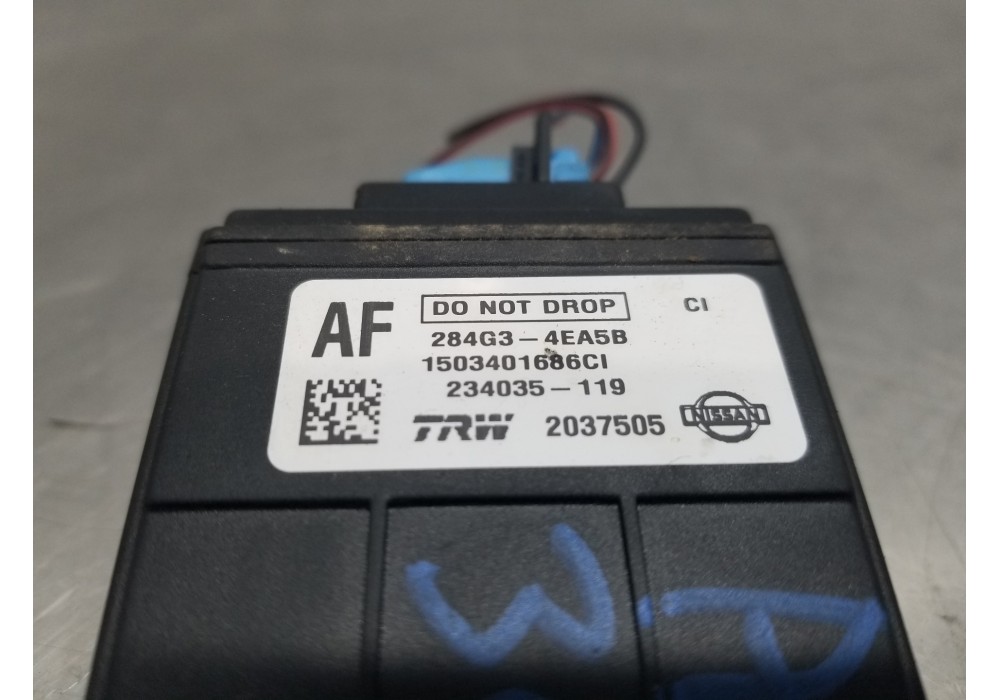 AF DO NOT DROP CI
284G3-4EA5B
1503401686CI
234035-119
TRW 2037505 NISSAN